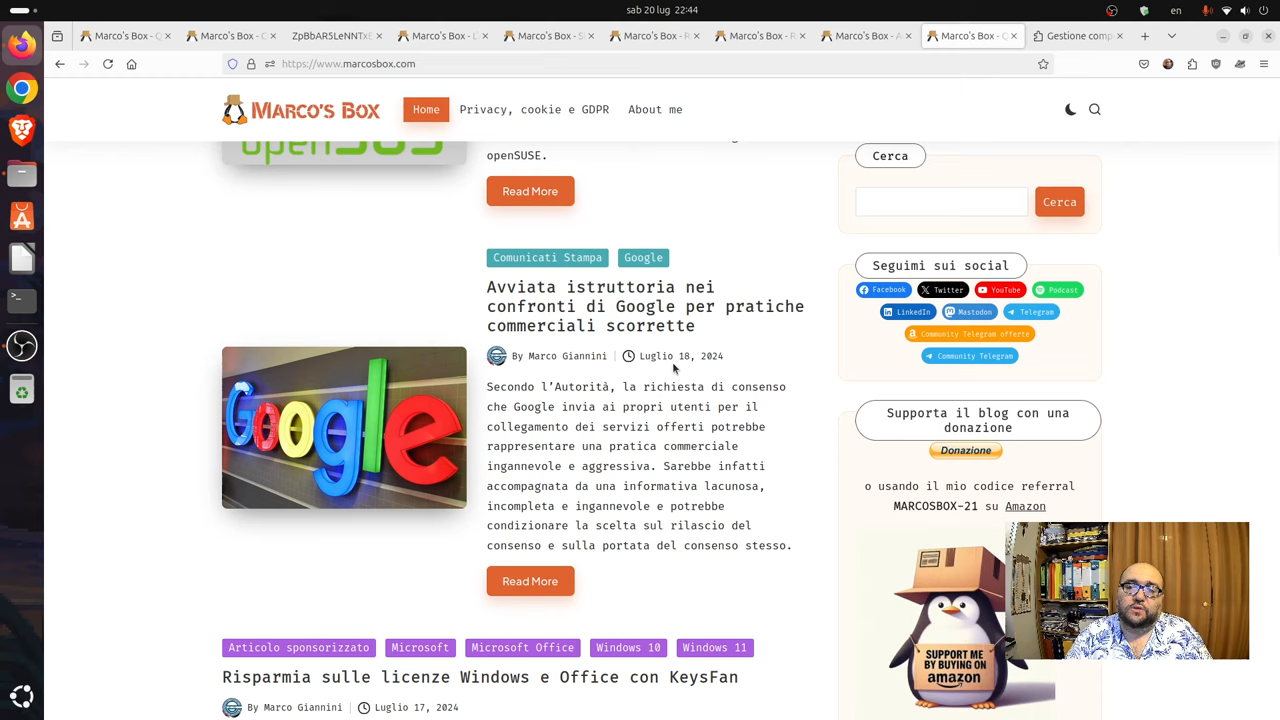 sab 20 lug 22:44
en
Marco's Box - Q
Marco's Box - C
ZpBbAR5LeNNTxE
Marco's Box - L
Marco's Box - S
Marco's Box - R
Marco's Box - R
Marco's Box - A
Marco's Box - Q
Gestione comp
https://www.marcosbox.com
MARCO'S BOX
Home
Privacy, cookie e GDPR
About me
openSUSE.
Read More
Comunicati Stampa
Google
Avviata istruttoria nei
confronti di Google per pratiche
commerciali scorrette
By Marco Giannini
Luglio 18, 2024
Google
Secondo l'Autorità, la richiesta di consenso
che Google invia ai propri utenti per il
collegamento dei servizi offerti potrebbe
rappresentare una pratica commerciale
ingannevole e aggressiva. Sarebbe infatti
accompagnata da una informativa lacunosa,
incompleta e ingannevole e potrebbe
condizionare la scelta sul rilascio del
consenso e sulla portata del consenso stesso.
Read More
Articolo sponsorizzato
Microsoft
Microsoft Office
Windows 10
Windows 11
Risparmia sulle licenze Windows e Office con KeysFan
By Marco Giannini
Luglio 17, 2024
Cerca
Cerca
Seguimi sui social
Facebook
Twitter
YouTube
Podcast
LinkedIn
Mastodon
Telegram
Community Telegram offerte
Community Telegram
Supporta il blog con una
donazione
Donazione
o usando il mio codice referral
MARCOSBOX-21 su Amazon
SUPPORT ME
BY BUYING ON
amazon